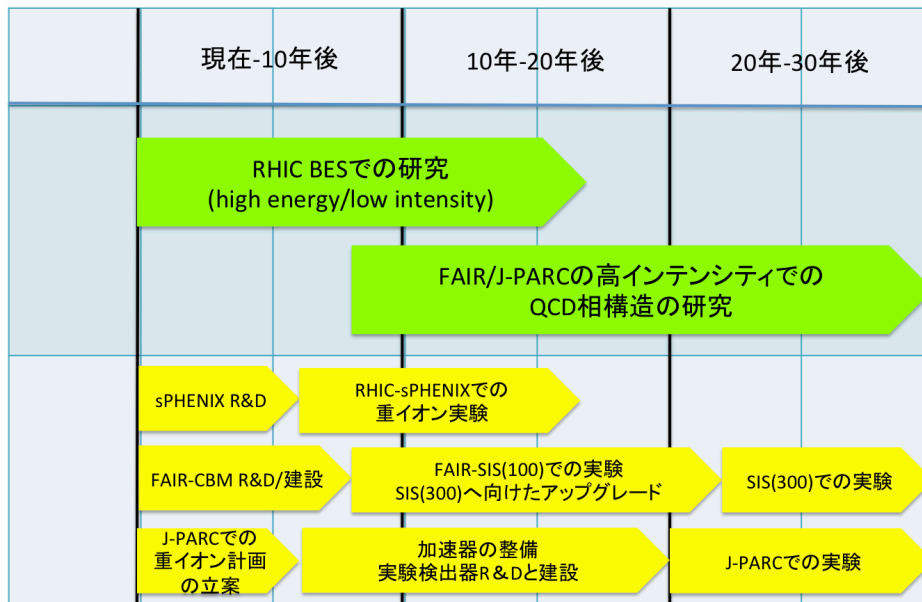 現在-10年後
10年-20年後
20年-30年後
RHIC BESでの研究
(high energy/low intensity)
FAIR/J-PARCの高インテンシティでの
QCD相構造の研究
sPHENIX R&D
RHIC-sPHENIXでの
重イオン実験
FAIR-CBM R&D/建設
FAIR-SIS(100)での実験
SIS(300)へ向けたアップグレード
SIS(300)での実験
J-PARCでの
重イオン計画
の立案
加速器の整備
実験検出器R&Dと建設
J-PARCでの実験